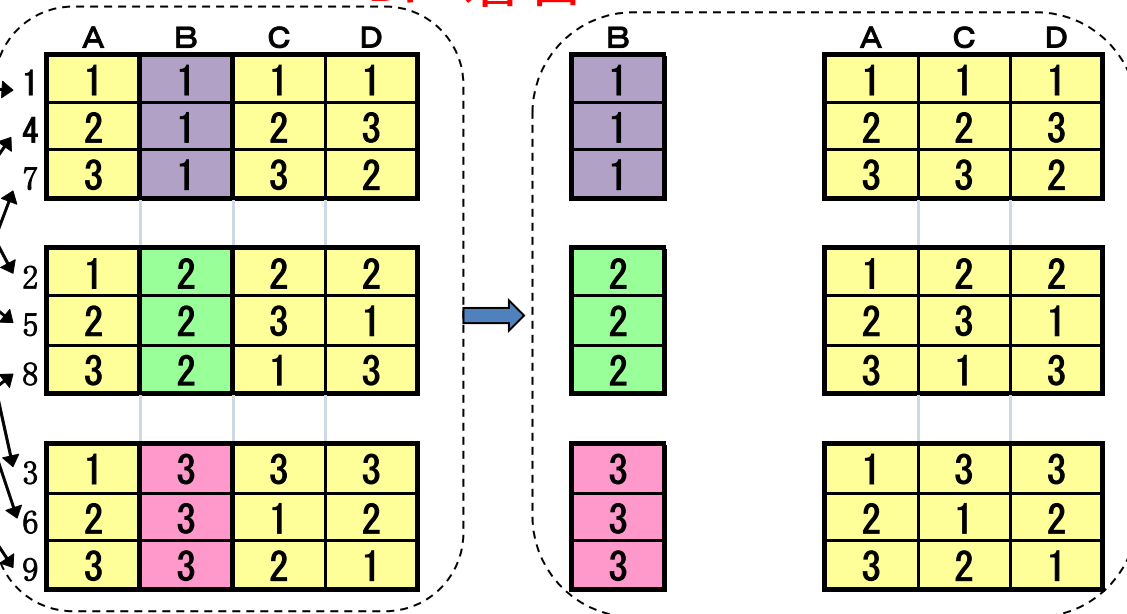 A B C D B A C D
1 1 1 1 1 1 1 1 1
4 2 1 2 3 1 2 2 3
7 3 1 3 2 1 3 3 2
2 1 2 2 2 2 1 2 2
5 2 2 3 1 2 2 3 1
8 3 2 1 3 2 3 1 3
3 1 3 3 3 3 1 3 3
6 2 3 1 2 3 2 1 2
9 3 3 2 1 3 3 2 1